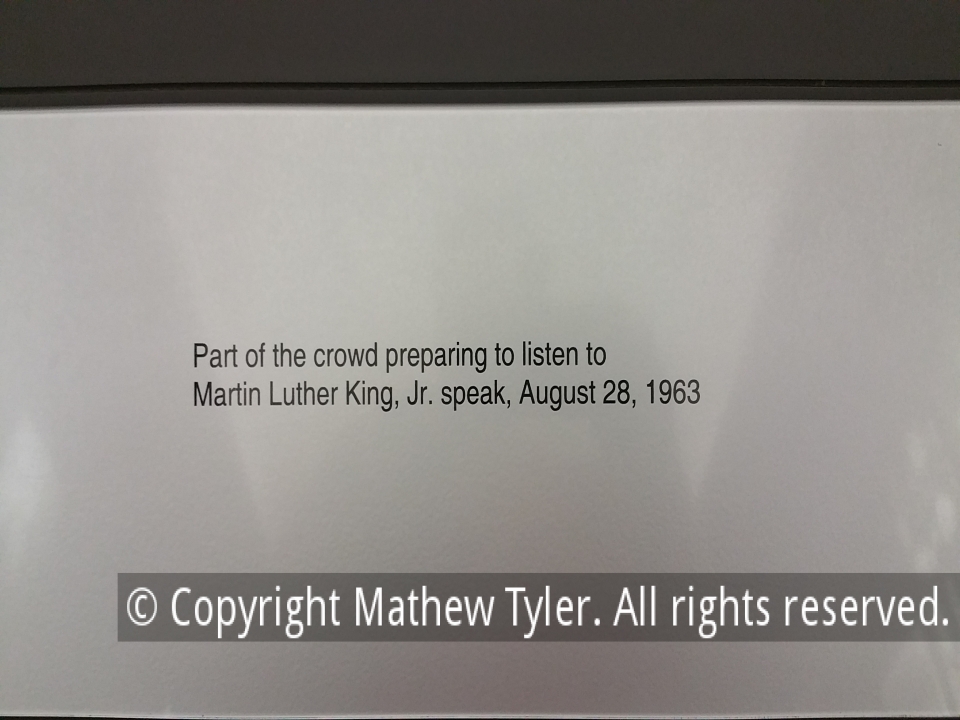 Part of the crowd preparing to listen to
Martin Luther King, Jr. speak, August 28, 1963
© Copyright Mathew Tyler. All rights reserved.